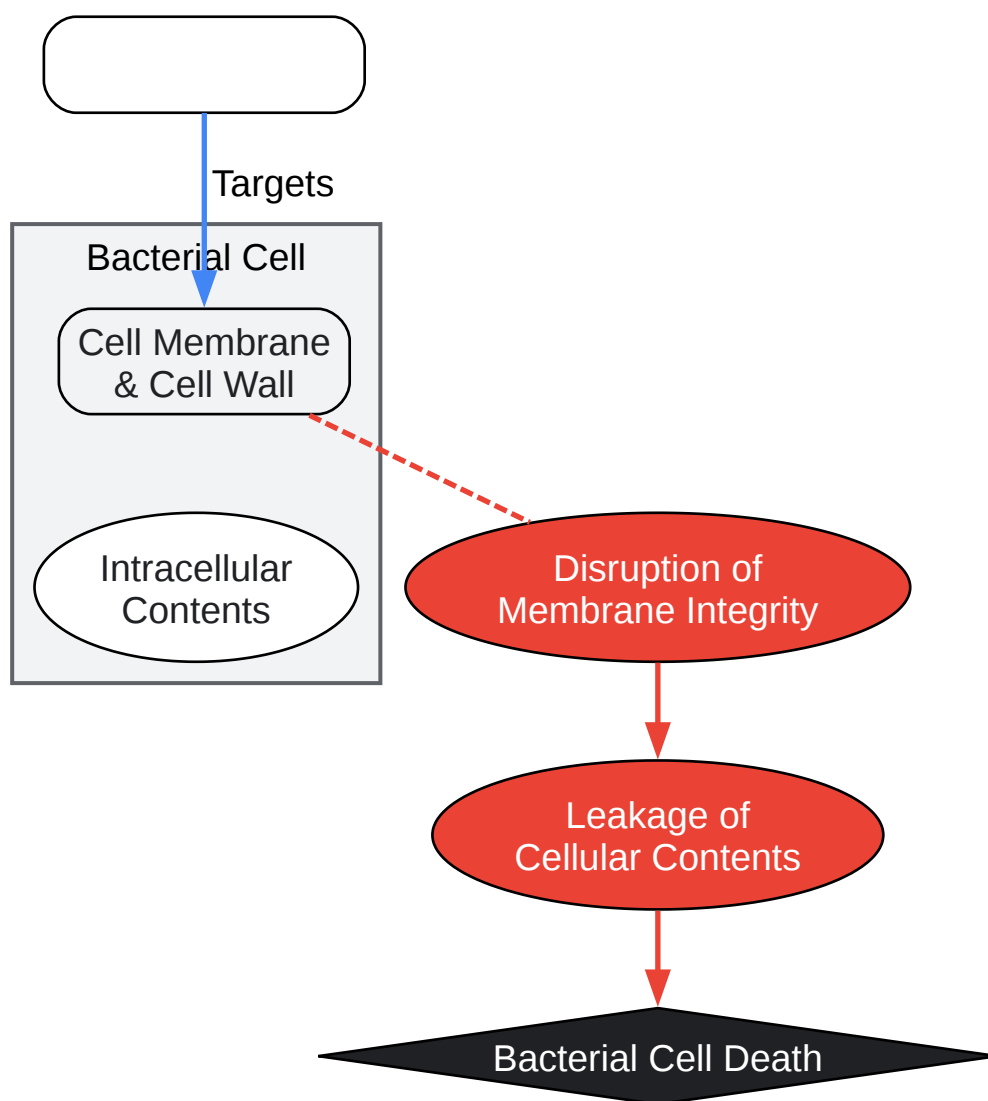 Targets
Bacterial Cell
Cell Membrane
& Cell Wall
Intracellular
Contents
Disruption of
Membrane Integrity
Leakage of
Cellular Contents
Bacterial Cell Death